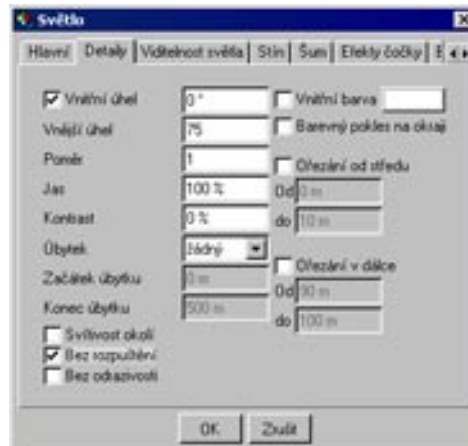 Světlo
Hlavní Detaily Viditelnost světla Stín Šum Efekty čočky
Vnitřní úhel 0 ° Vnitřní barva
Vnější úhel 75 Barevný pokles na okraji
Poměr 1 Ořezání od středu
Jas 100 % Od 0 m
Kontrast 0 % do 10 m
Úbytek žádný Ořezání v dálce
Začátek úbytku 0 m Od 90 m
Konec úbytku 500 m do 100 m
Svítivost okolí
Bez rozpuštění
Bez odrazivosti
OK Zrušit